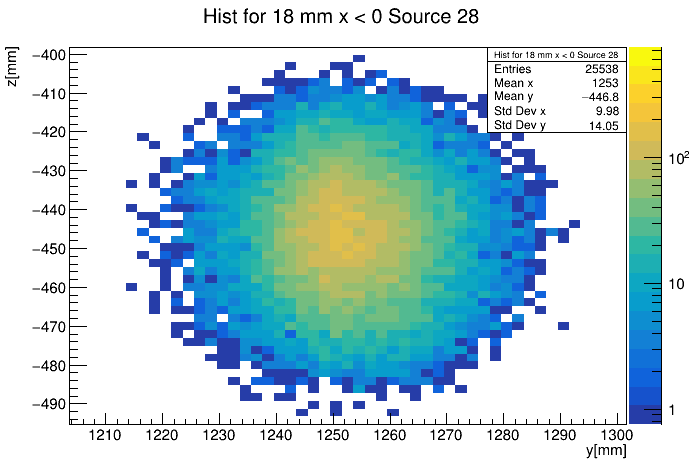 Hist for 18 mm x < 0 Source 28
z[mm]
Hist for 18 mm x < 0 Source 28
Entries 25538
Mean x 1253
Mean y −446.8
Std Dev x 9.98
Std Dev y 14.05
−400
−410
−420
−430
−440
−450
−460
−470
−480
−490
10²
10
1
1210 1220 1230 1240 1250 1260 1270 1280 1290 1300
y[mm]